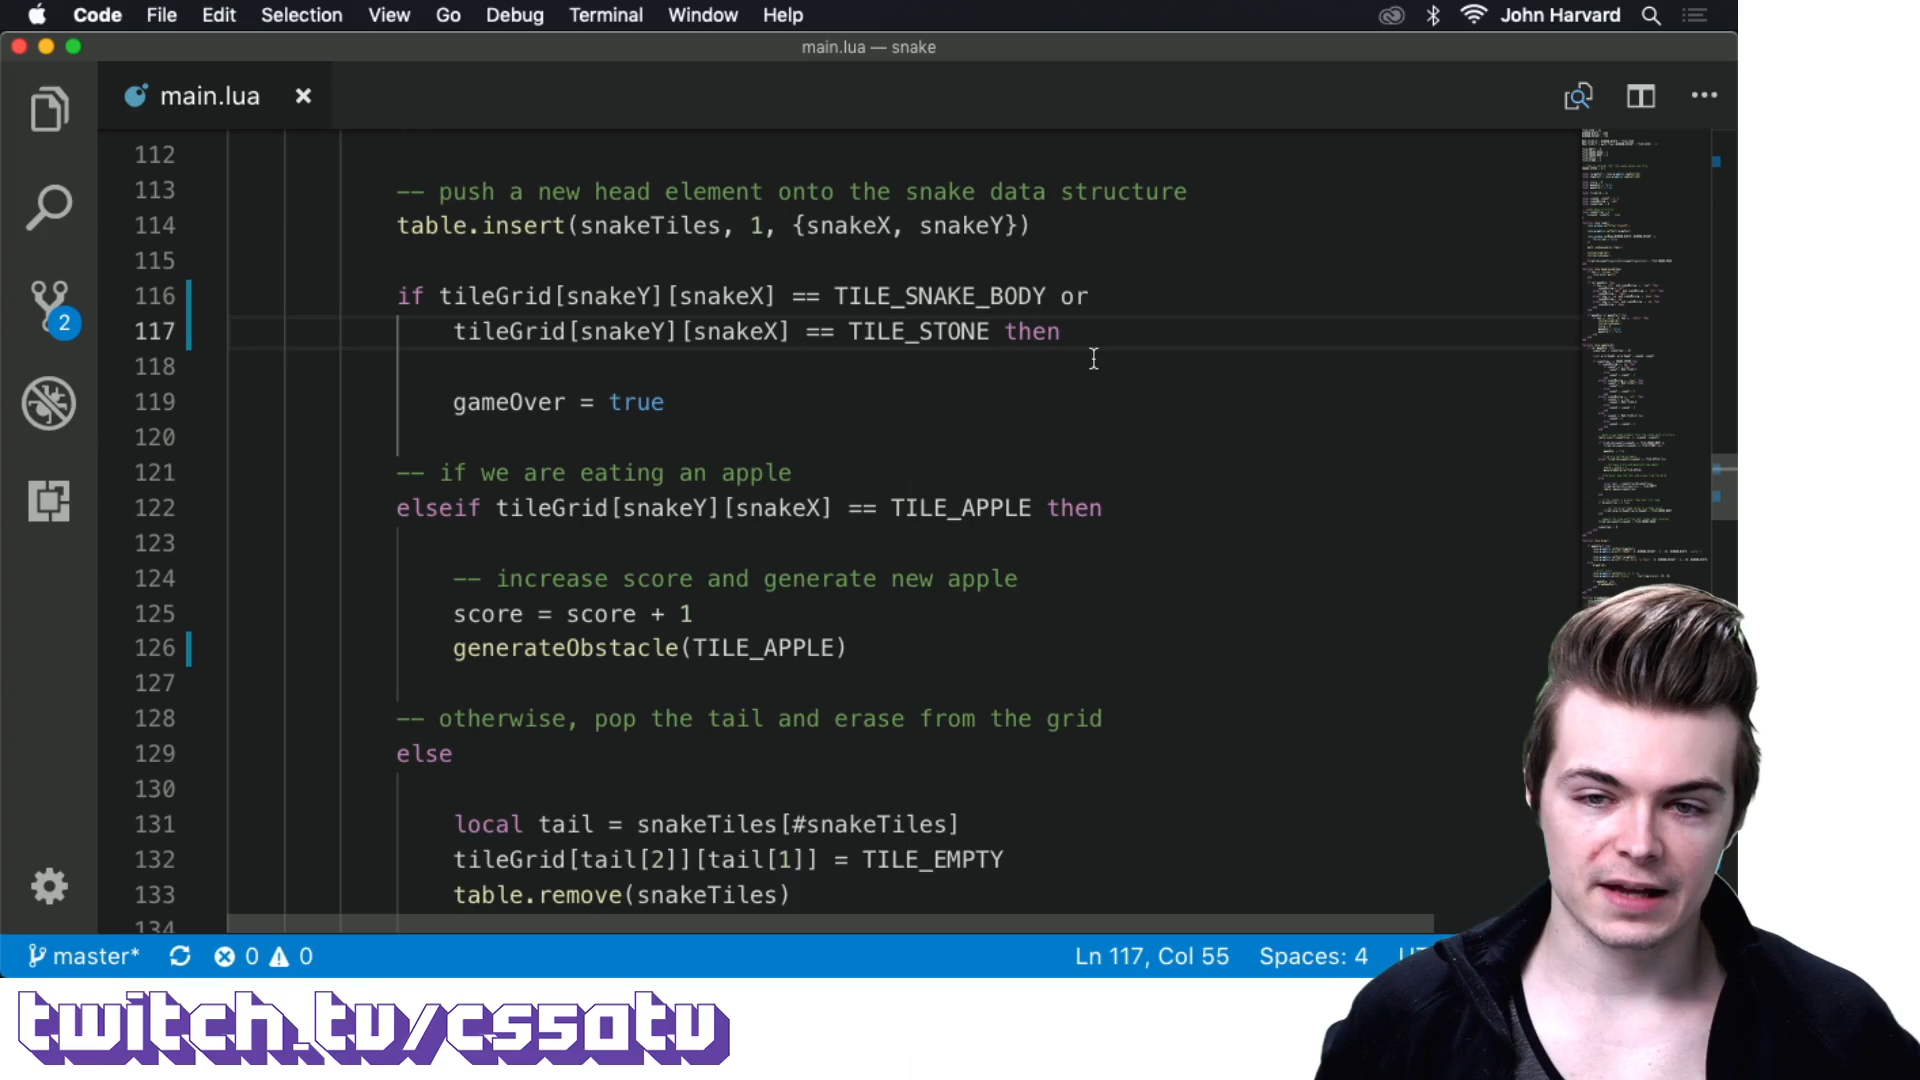 Code File Edit Selection View Go Debug Terminal Window Help John Harvard
main.lua — snake
main.lua
112
113 -- push a new head element onto the snake data structure
114 table.insert(snakeTiles, 1, {snakeX, snakeY})
115
116 if tileGrid[snakeY][snakeX] == TILE_SNAKE_BODY or
117 tileGrid[snakeY][snakeX] == TILE_STONE then
118
119 gameOver = true
120
121 -- if we are eating an apple
122 elseif tileGrid[snakeY][snakeX] == TILE_APPLE then
123
124 -- increase score and generate new apple
125 score = score + 1
126 generateObstacle(TILE_APPLE)
127
128 -- otherwise, pop the tail and erase from the grid
129 else
130
131 local tail = snakeTiles[#snakeTiles]
132 tileGrid[tail[2]][tail[1]] = TILE_EMPTY
133 table.remove(snakeTiles)
134
2
master* 0 0 Ln 117, Col 55 Spaces: 4
twitch.tv/cs50tv